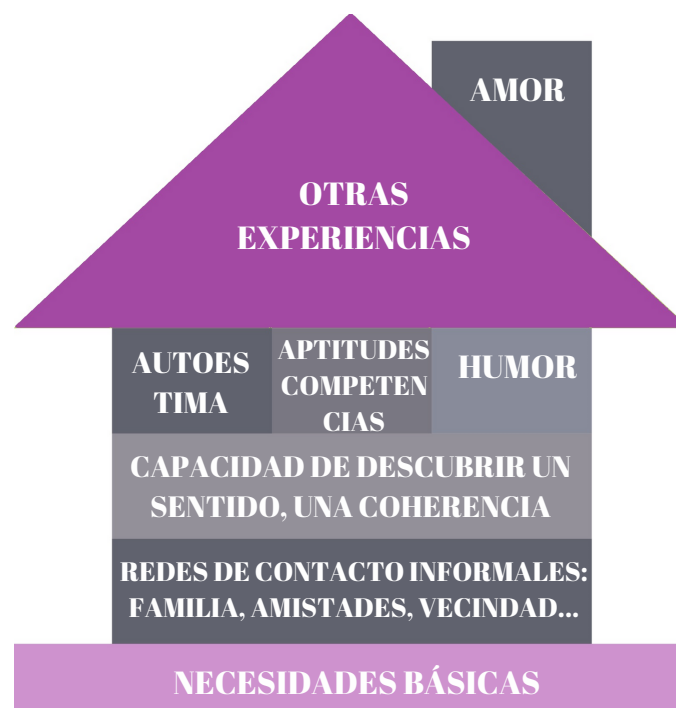 AMOR
OTRAS
EXPERIENCIAS
AUTOES
TIMA
APTITUDES
COMPETEN
CIAS
HUMOR
CAPACIDAD DE DESCUBRIR UN
SENTIDO, UNA COHERENCIA
REDES DE CONTACTO INFORMALES:
FAMILIA, AMISTADES, VECINDAD...
NECESIDADES BÁSICAS